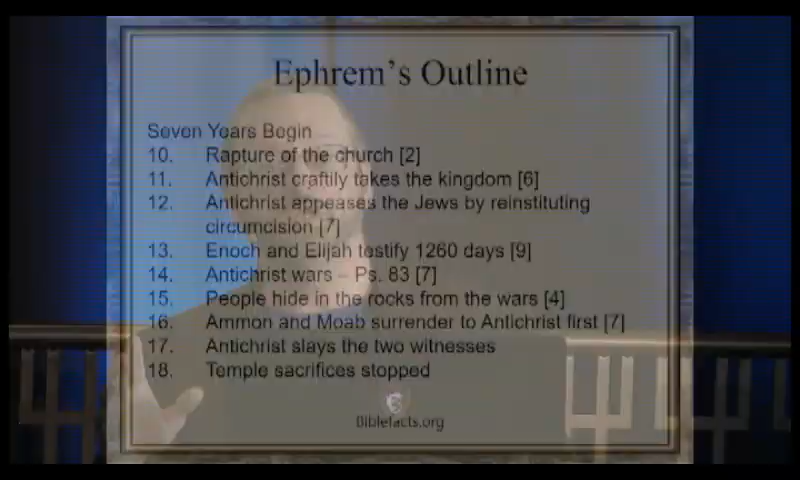 Ephrem's Outline
Seven Years Begin
10. Rapture of the church [2]
11. Antichrist craftily takes the kingdom [6]
12. Antichrist appeases the Jews by reinstituting
circumcision [7]
13. Enoch and Elijah testify 1260 days [9]
14. Antichrist wars – Ps. 83 [7]
15. People hide in the rocks from the wars [4]
16. Ammon and Moab surrender to Antichrist first [7]
17. Antichrist slays the two witnesses
18. Temple sacrifices stopped
Biblefacts.org